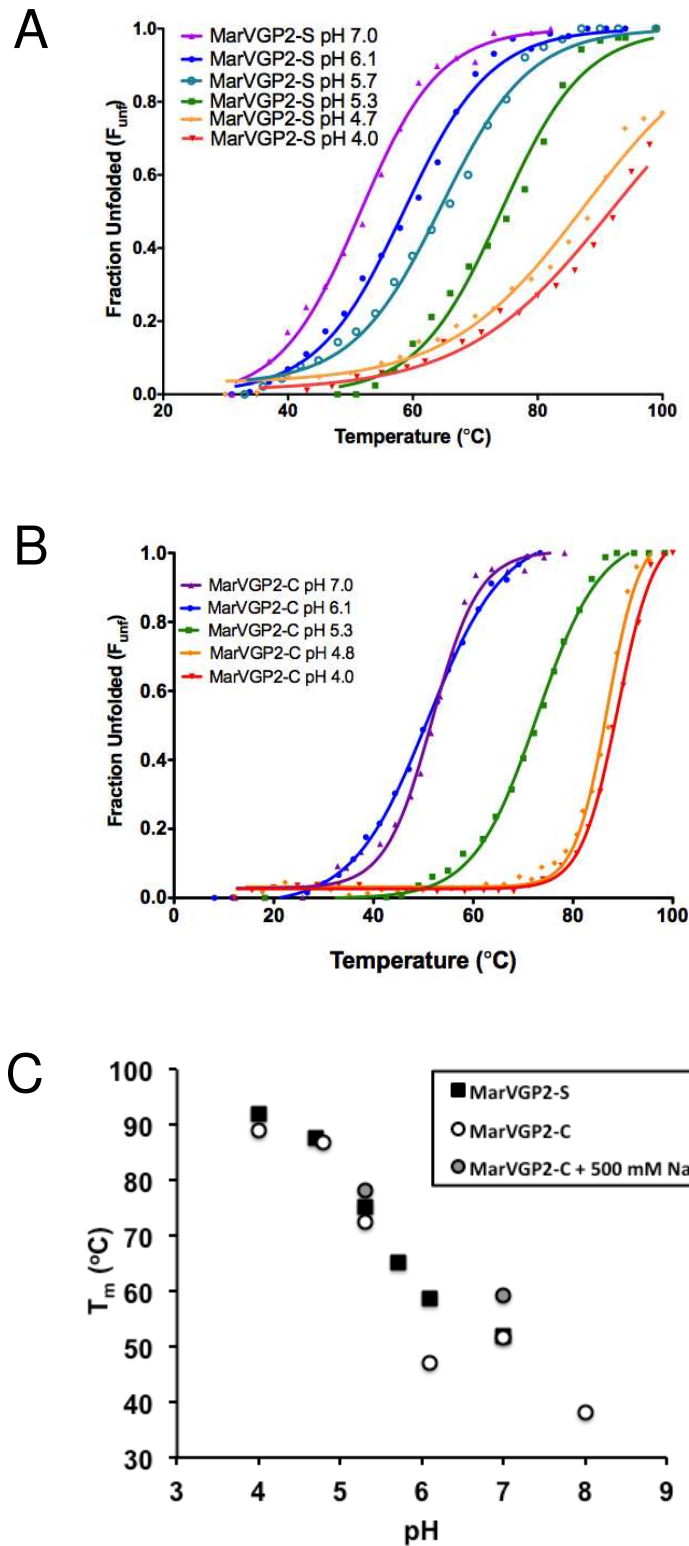 A
MarVGP2-S pH 7.0
MarVGP2-S pH 6.1
MarVGP2-S pH 5.7
MarVGP2-S pH 5.3
MarVGP2-S pH 4.7
MarVGP2-S pH 4.0
Fraction Unfolded (Funf)
1.0
0.8
0.6
0.4
0.2
0.0
20 40 60 80 100
Temperature (°C)
B
MarVGP2-C pH 7.0
MarVGP2-C pH 6.1
MarVGP2-C pH 5.3
MarVGP2-C pH 4.8
MarVGP2-C pH 4.0
Fraction Unfolded (Funf)
1.0
0.8
0.6
0.4
0.2
0.0
0 20 40 60 80 100
Temperature (°C)
C
MarVGP2-S
MarVGP2-C
MarVGP2-C + 500 mM Na
Tm (oC)
100
90
80
70
60
50
40
30
3 4 5 6 7 8 9
pH